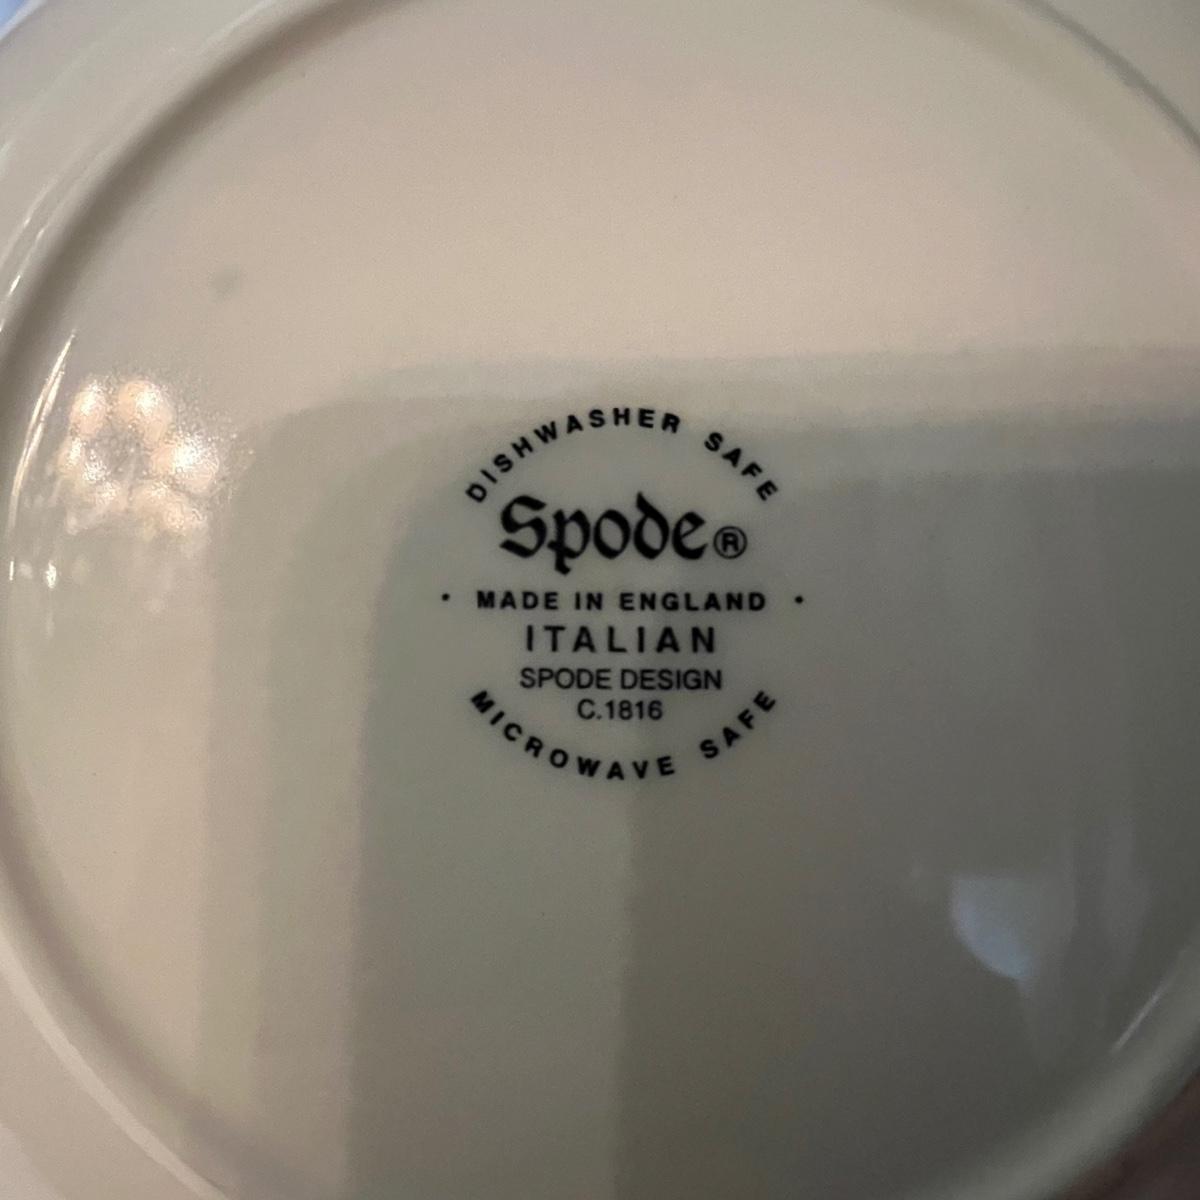 DISHWASHER SAFE
Spode®
· MADE IN ENGLAND ·
ITALIAN
SPODE DESIGN
C.1816
MICROWAVE SAFE